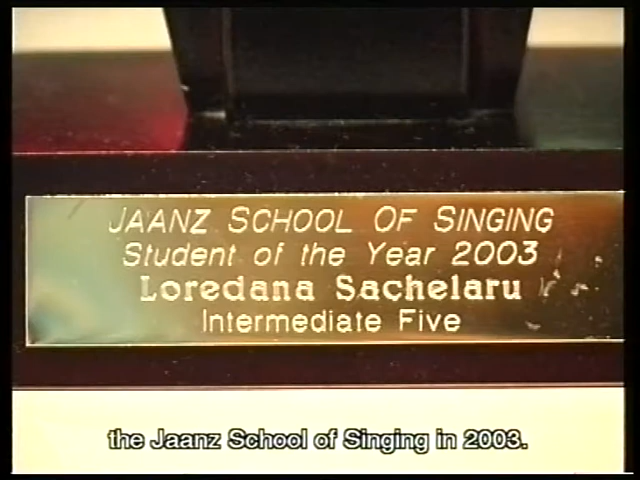 JAANZ SCHOOL OF SINGING
Student of the Year 2003
Loredana Sachelaru
Intermediate Five
the Jaanz School of Singing in 2003.